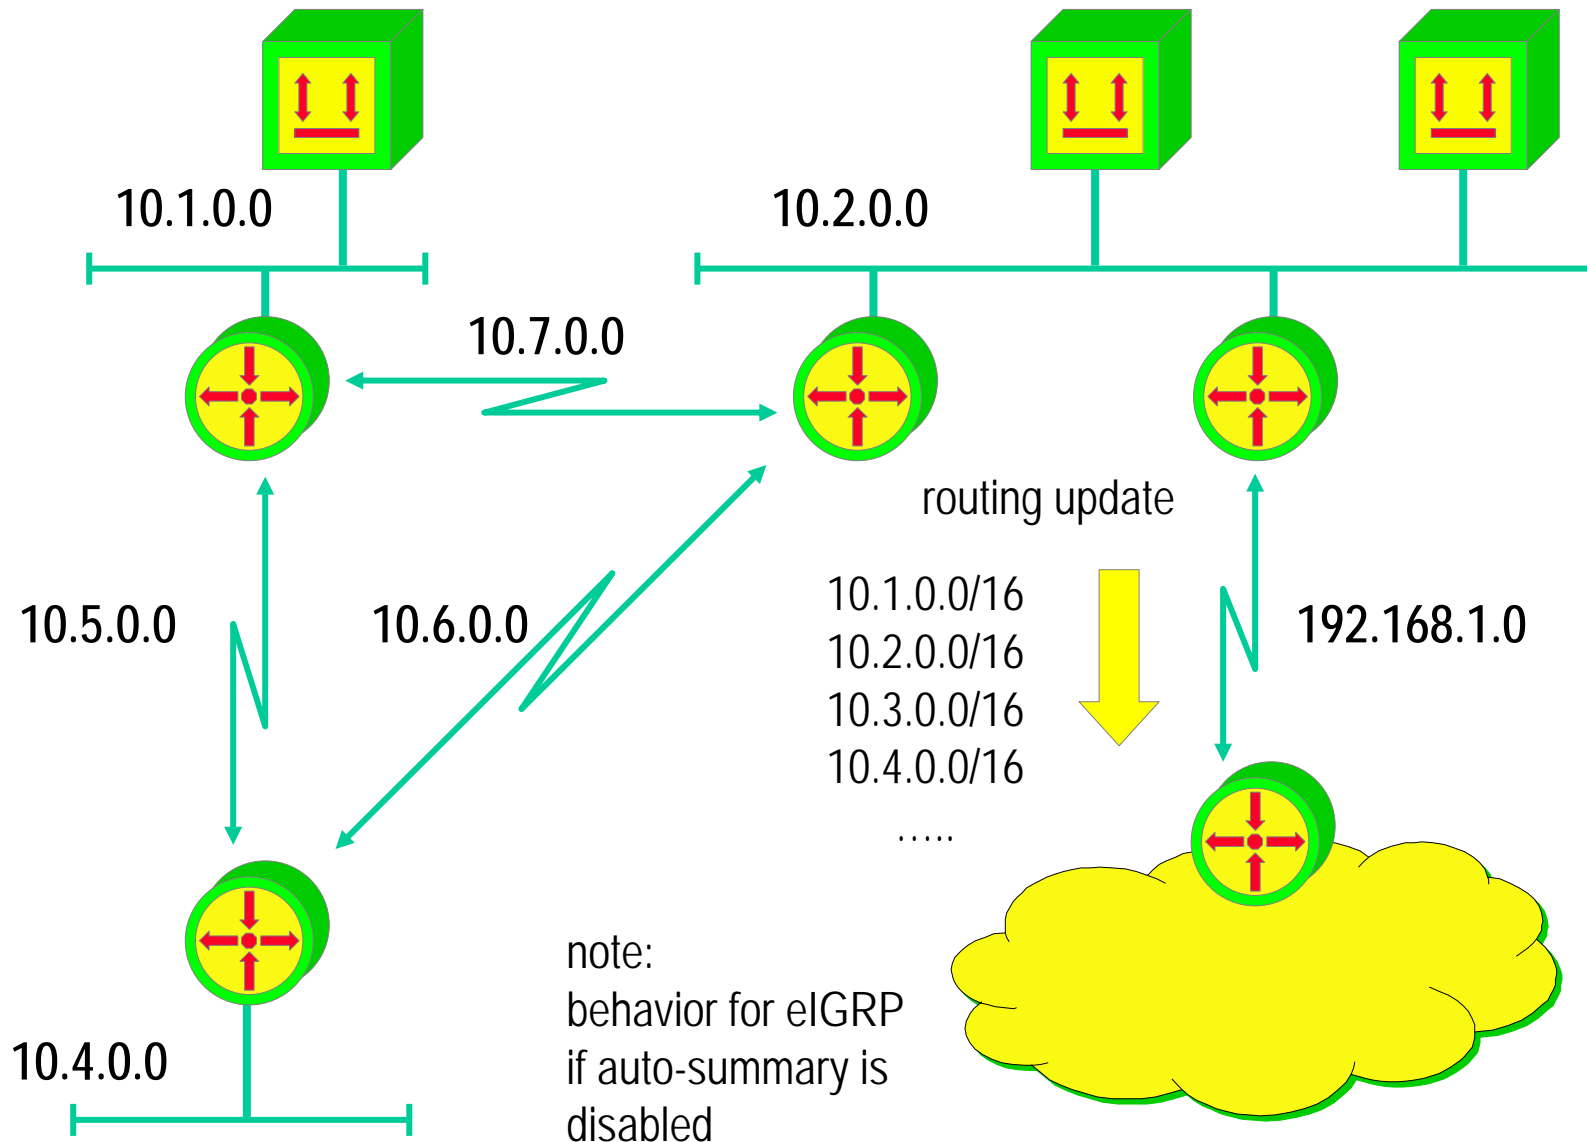 10.1.0.0
10.2.0.0
10.7.0.0
routing update
10.5.0.0
10.6.0.0
10.1.0.0/16
10.2.0.0/16
10.3.0.0/16
10.4.0.0/16
.....
192.168.1.0
note:
behavior for eIGRP
if auto-summary is
disabled
10.4.0.0